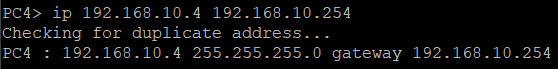 PC4> ip 192.168.10.4 192.168.10.254
Checking for duplicate address...
PC4 : 192.168.10.4 255.255.255.0 gateway 192.168.10.254